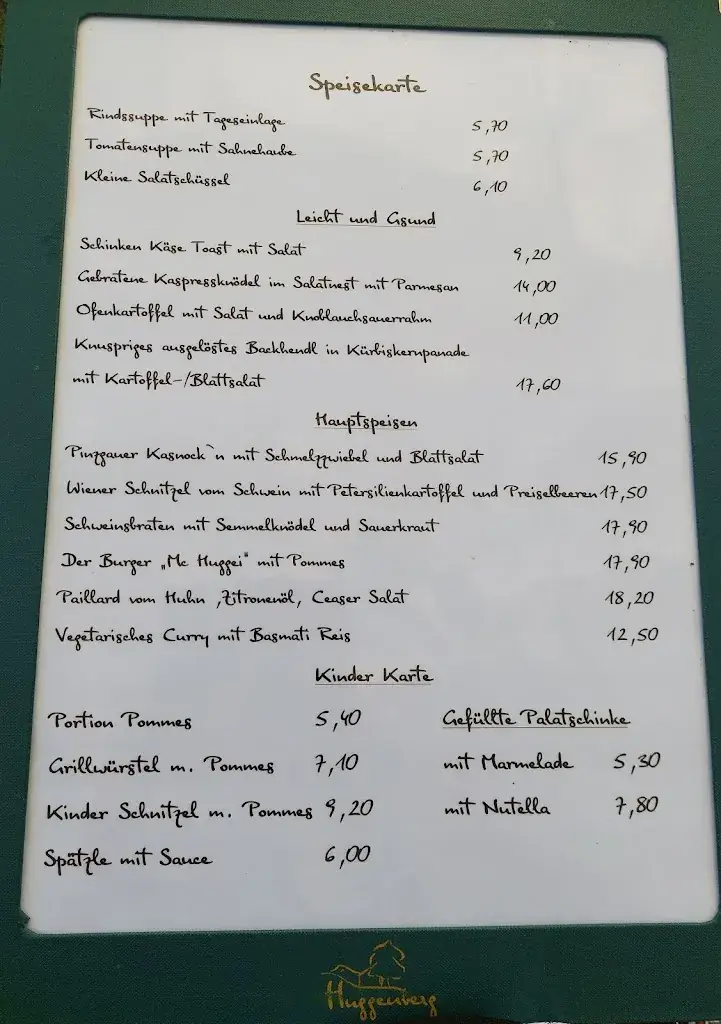 Speisekarte
Rindssuppe mit Tageseinlage 5,70
Tomatensuppe mit Sahnehaube 5,70
Kleine Salatschüssel 6,10
Leicht und Gsund
Schinken Käse Toast mit Salat 9,20
Gebratene Kaspressknödel im Salatnest mit Parmesan 14,00
Ofenkartoffel mit Salat und Knoblauchsauerrahm 11,00
Knuspriges ausgelöstes Backhendl in Kürbiskernpanade
mit Kartoffel-/Blattsalat 17,60
Hauptspeisen
Pinzgauer Kasnock`n mit Schmelzzwiebel und Blattsalat 15,90
Wiener Schnitzel vom Schwein mit Petersilienkartoffel und Preiselbeeren 17,50
Schweinsbraten mit Semmelknödel und Sauerkraut 17,90
Der Burger „Mc Huggei" mit Pommes 17,90
Paillard vom Huhn ,Zitronenöl, Ceaser Salat 18,20
Vegetarisches Curry mit Basmati Reis 12,50
Kinder Karte
Portion Pommes 5,40
Grillwürstel m. Pommes 7,10
Kinder Schnitzel m. Pommes 9,20
Spätzle mit Sauce 6,00
Gefüllte Palatschinke
mit Marmelade 5,30
mit Nutella 7,80
Huggenberg